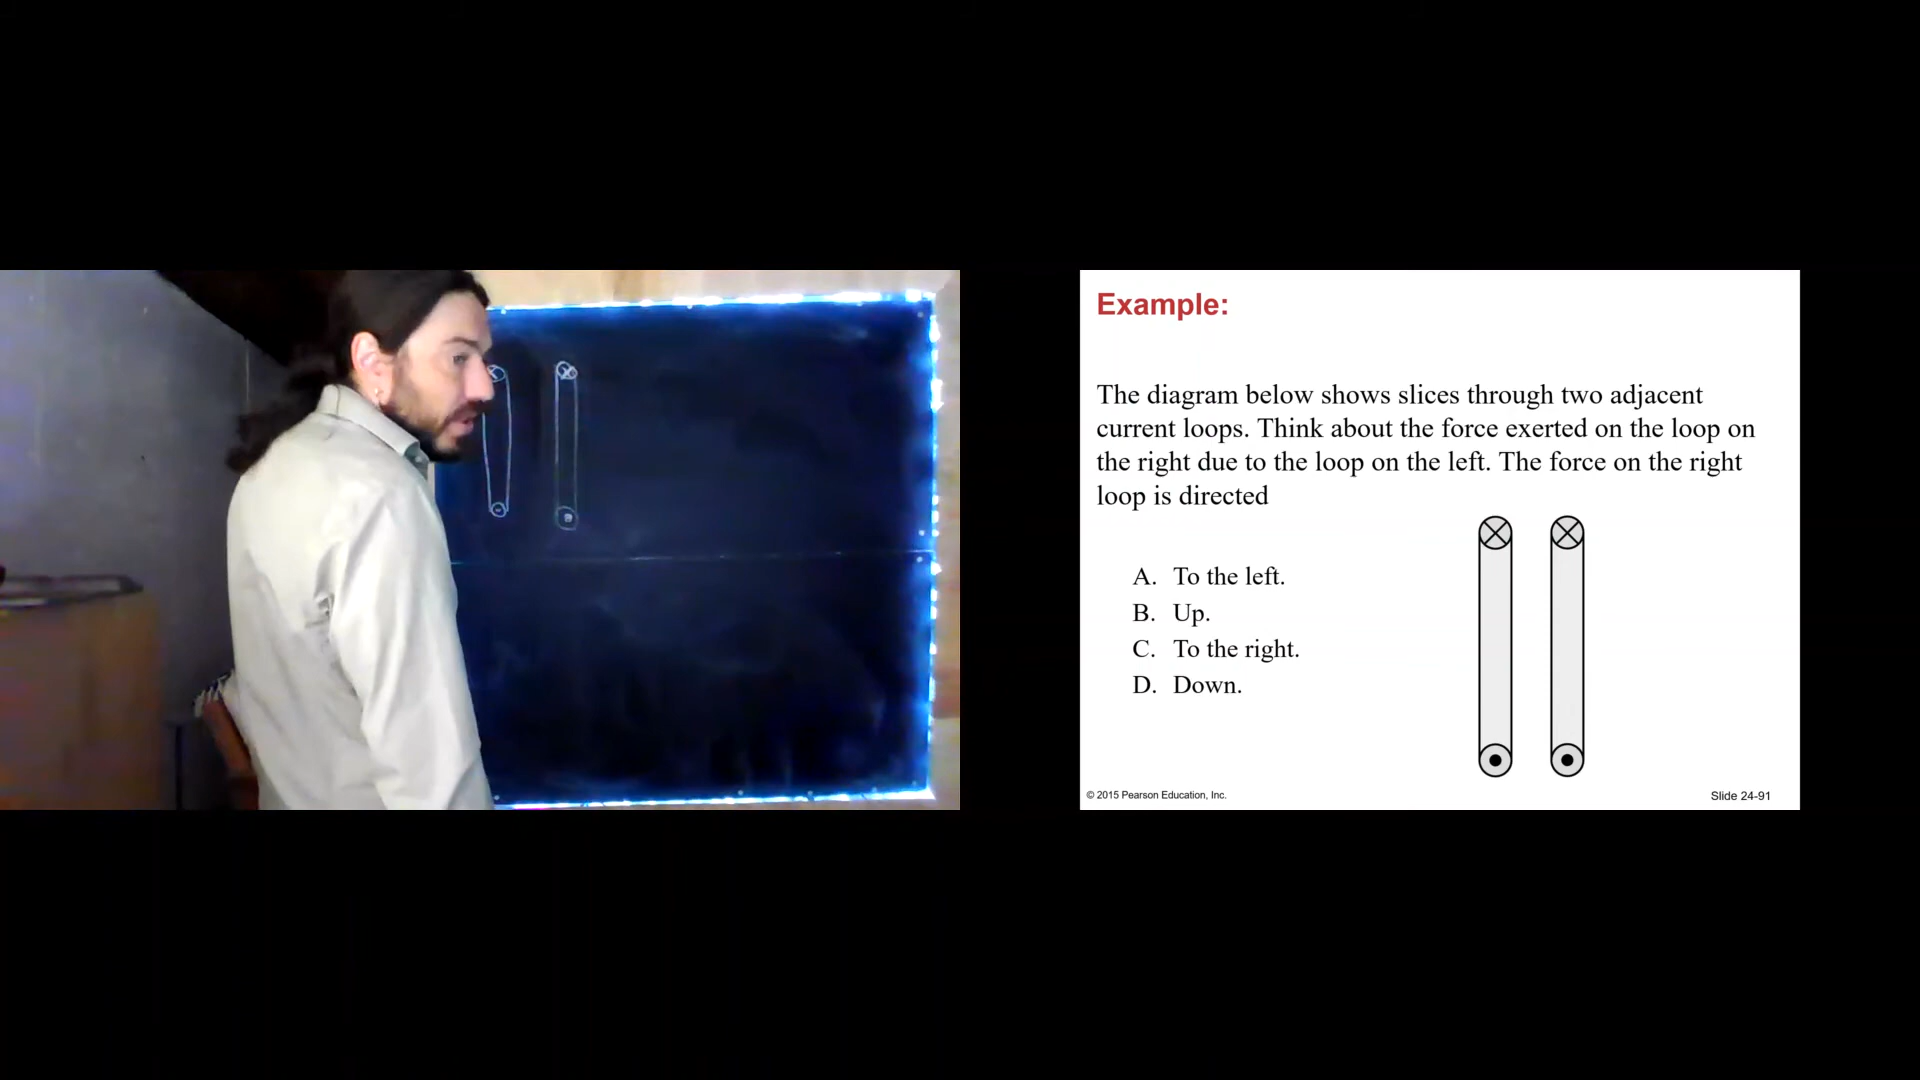 Example:
The diagram below shows slices through two adjacent
current loops. Think about the force exerted on the loop on
the right due to the loop on the left. The force on the right
loop is directed
A. To the left.
B. Up.
C. To the right.
D. Down.
© 2015 Pearson Education, Inc.
Slide 24-91